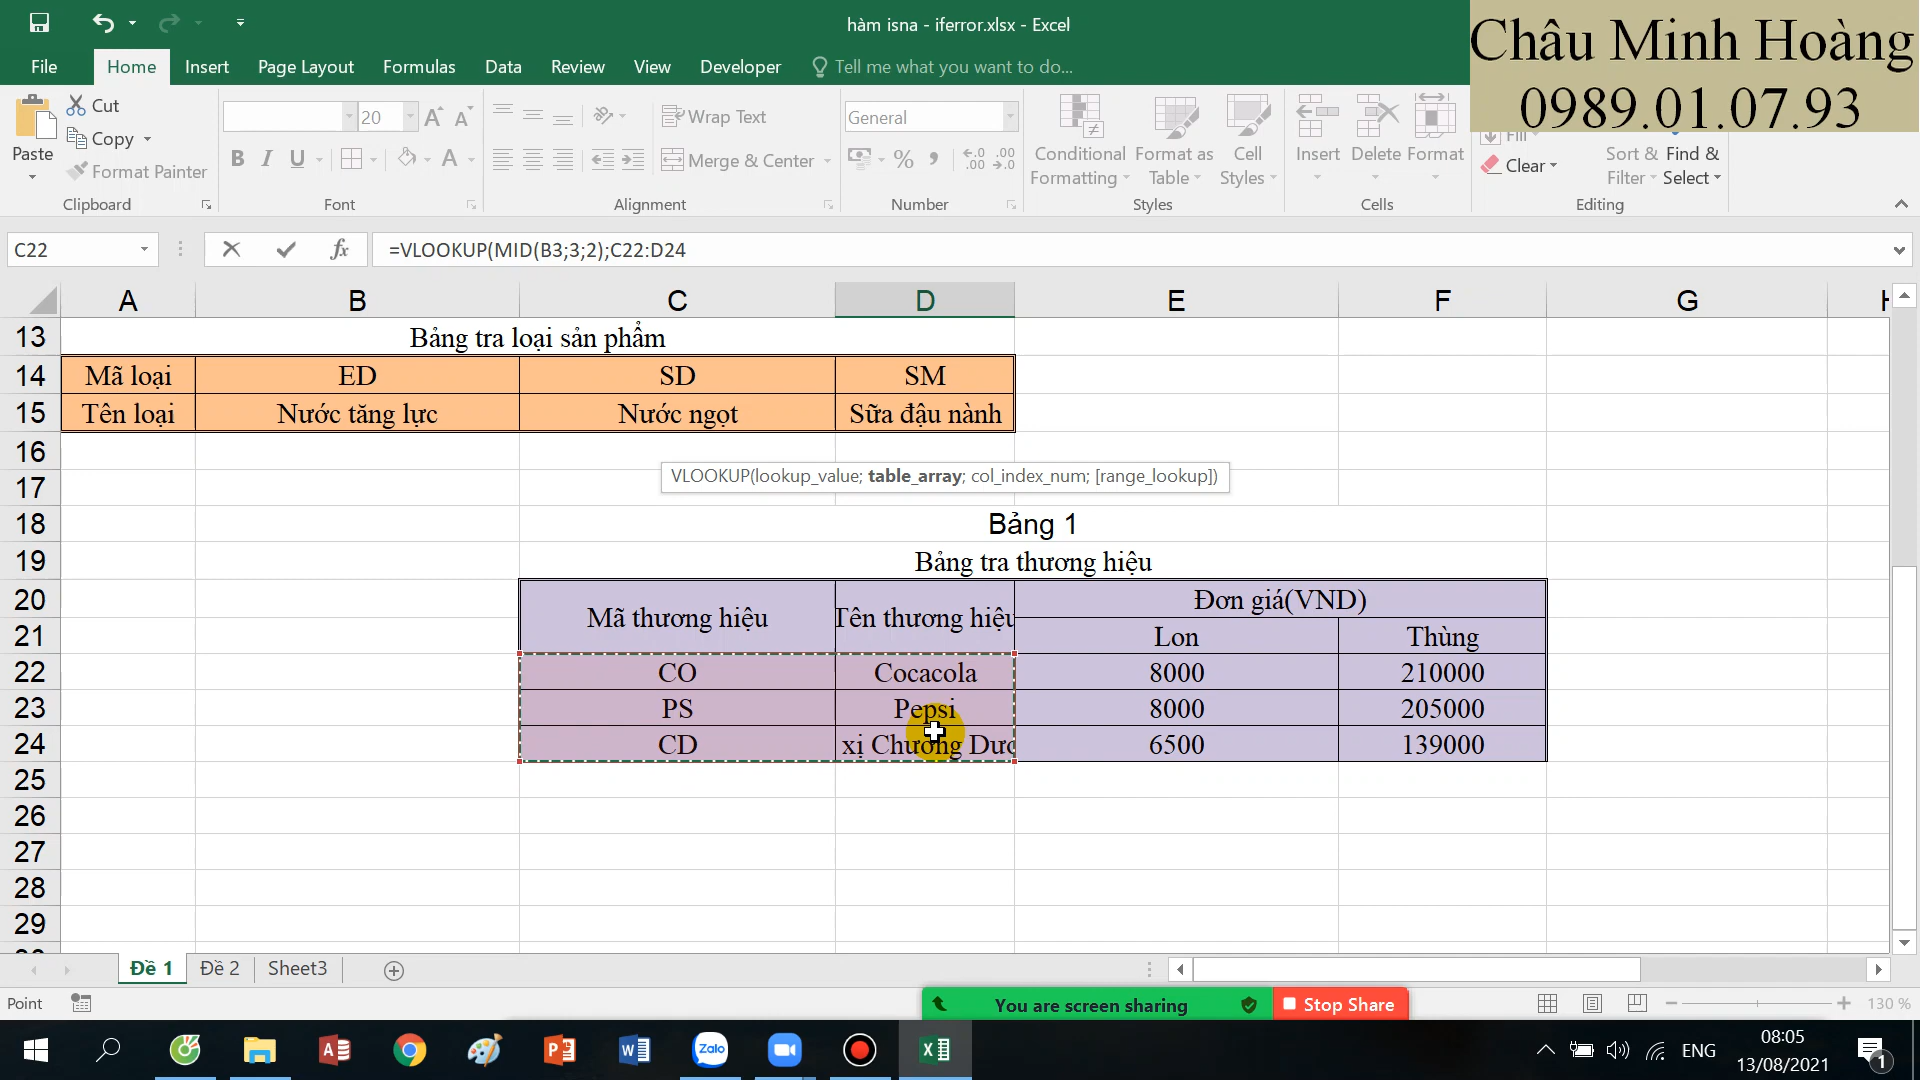 hàm isna - iferror.xlsx - Excel
Châu Minh Hoàng
0989.01.07.93
File Home Insert Page Layout Formulas Data Review View Developer Tell me what you want to do...
Paste
Cut
Copy
Format Painter
Clipboard
20
Font
Wrap Text
Merge & Center
Alignment
General
Number
Conditional Formatting
Format as Table
Cell Styles
Styles
Insert Delete Format
Cells
Fill
Clear
Sort & Filter
Find & Select
Editing
C22
=VLOOKUP(MID(B3;3;2);C22:D24
A B C D E F G H
13 Bảng tra loại sản phẩm
14 Mã loại ED SD SM
15 Tên loại Nước tăng lực Nước ngọt Sữa đậu nành
16
VLOOKUP(lookup_value; table_array; col_index_num; [range_lookup])
17
18 Bảng 1
19 Bảng tra thương hiệu
20 Mã thương hiệu Tên thương hiệu Đơn giá(VND)
21 Lon Thùng
22 CO Cocacola 8000 210000
23 PS Pepsi 8000 205000
24 CD xị Chương Dươ 6500 139000
25
26
27
28
29
Đề 1 Đề 2 Sheet3
Point
You are screen sharing Stop Share
130 %
Zalo
ENG
08:05
13/08/2021
1